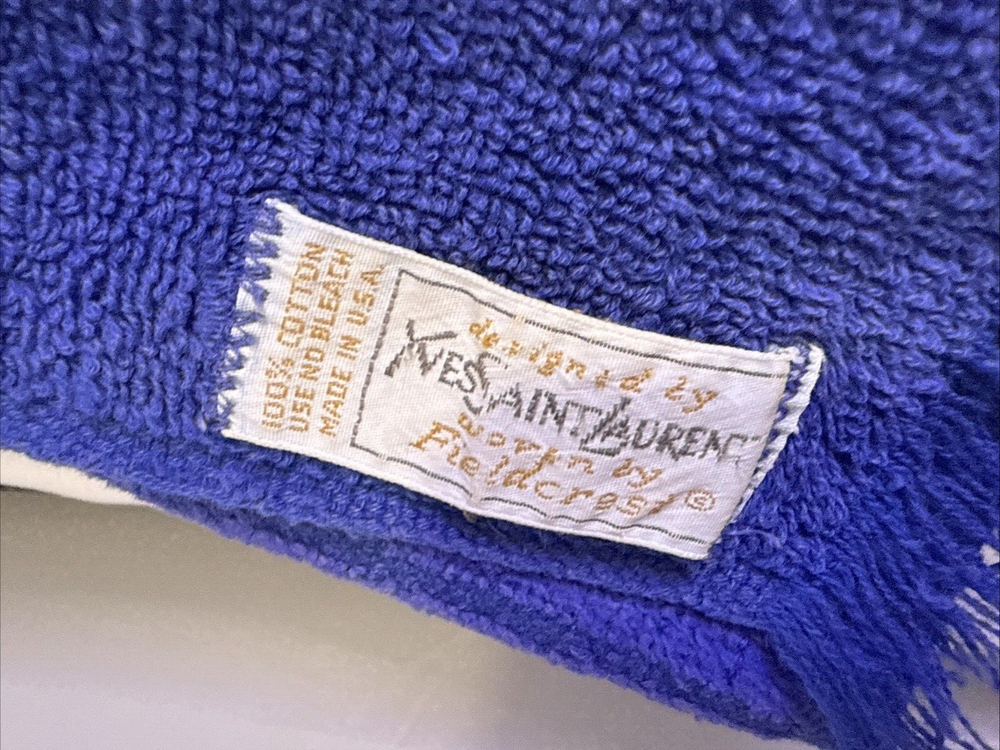 100% COTTON
USE NO BLEACH
MADE IN U.S.A.
designed by
YVES SAINT LAURENT
woven by
Fieldcrest ©